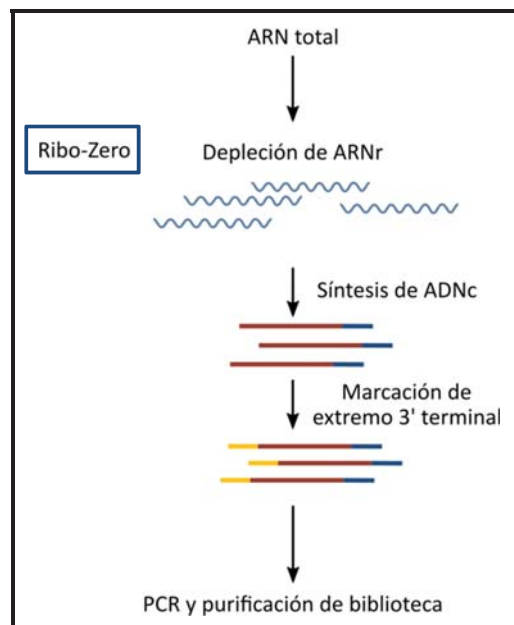 ARN total
Ribo-Zero
Depleción de ARNr
Síntesis de ADNc
Marcación de
extremo 3' terminal
PCR y purificación de biblioteca